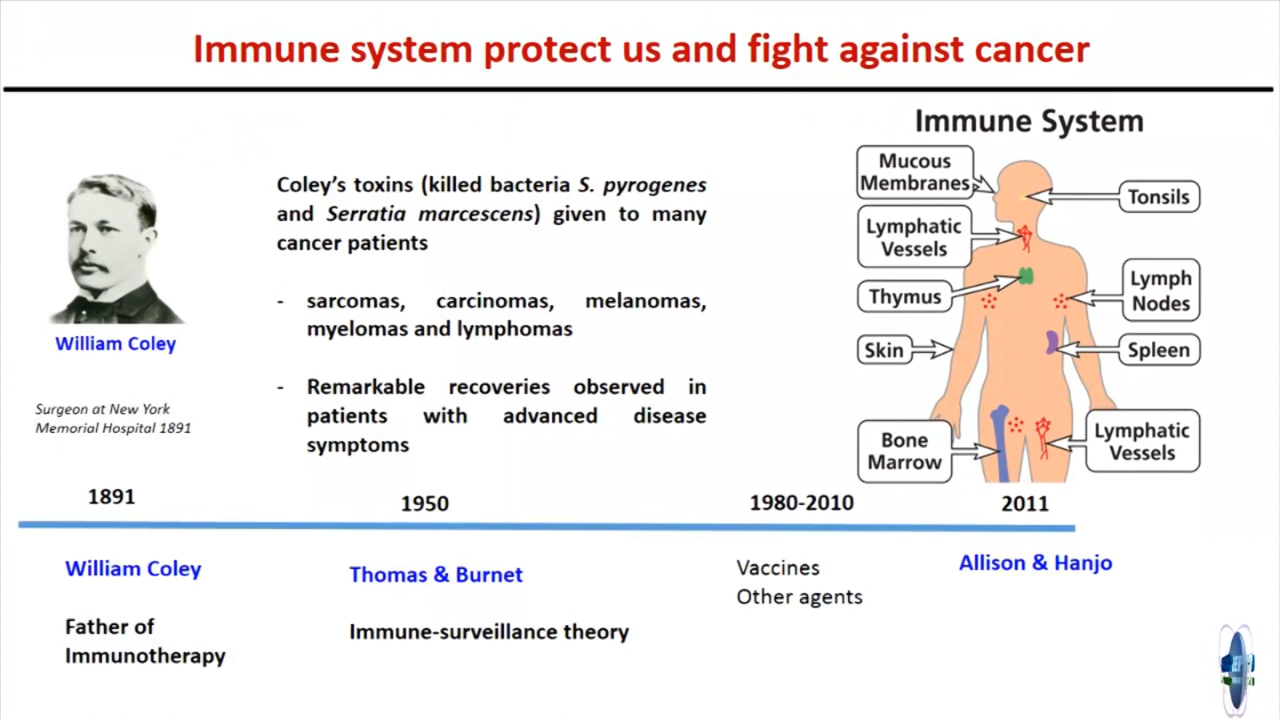 Immune system protect us and fight against cancer
Immune System
Coley's toxins (killed bacteria S. pyrogenes
and Serratia marcescens) given to many
cancer patients
- sarcomas, carcinomas, melanomas,
myelomas and lymphomas
- Remarkable recoveries observed in
patients with advanced disease
symptoms
William Coley
Surgeon at New York
Memorial Hospital 1891
Mucous
Membranes
Tonsils
Lymphatic
Vessels
Thymus
Lymph
Nodes
Skin
Spleen
Bone
Marrow
Lymphatic
Vessels
1891
1950
1980-2010
2011
William Coley
Father of
Immunotherapy
Thomas & Burnet
Immune-surveillance theory
Vaccines
Other agents
Allison & Hanjo